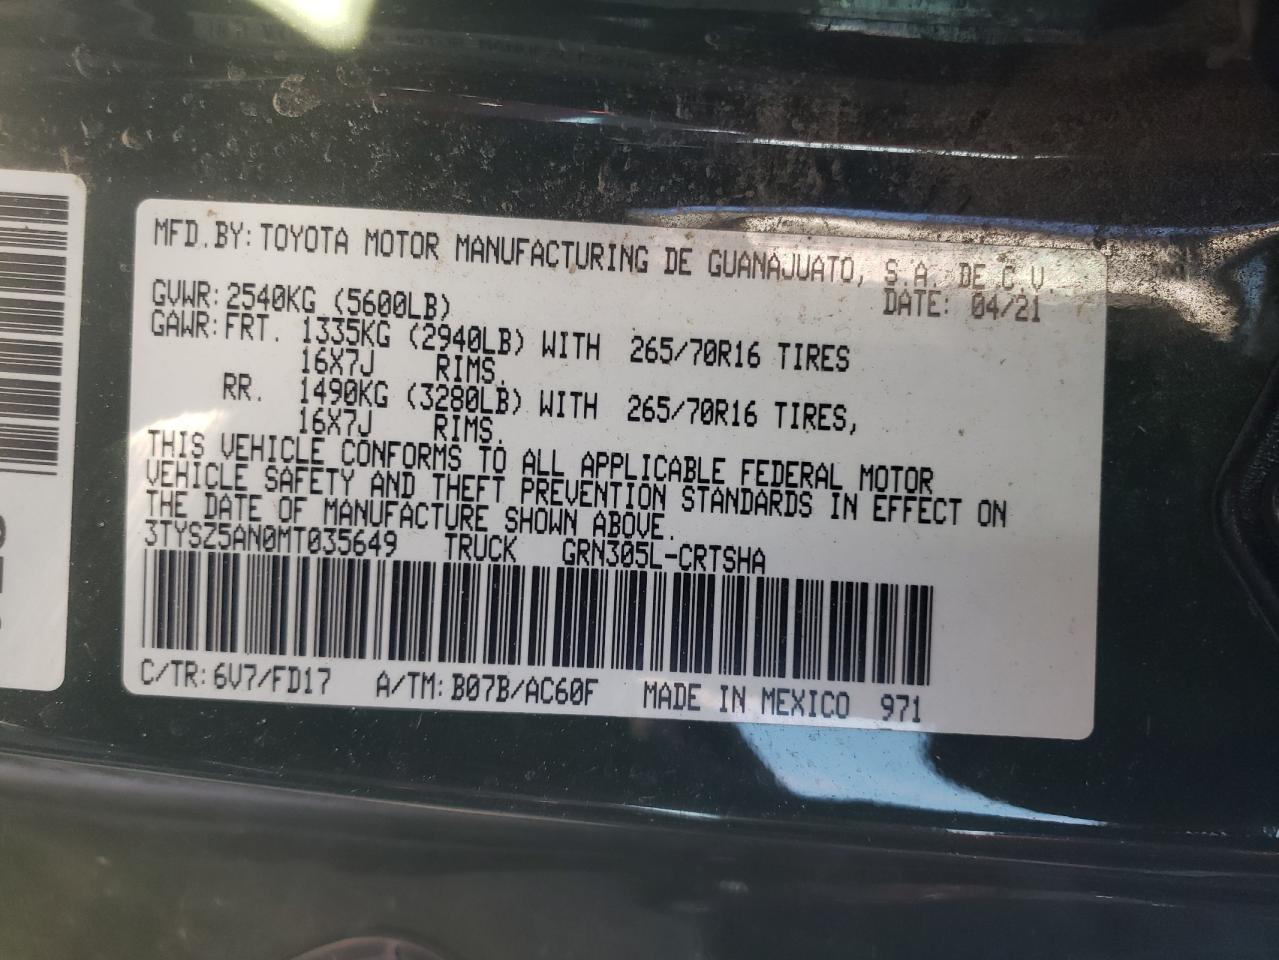 MFD.BY: TOYOTA MOTOR MANUFACTURING DE GUANAJUATO, S.A. DE C.V.
GVWR: 2540KG (5600LB) DATE: 04/21
GAWR: FRT. 1335KG (2940LB) WITH 265/70R16 TIRES
16X7J RIMS.
RR. 1490KG (3280LB) WITH 265/70R16 TIRES,
16X7J RIMS.
THIS VEHICLE CONFORMS TO ALL APPLICABLE FEDERAL MOTOR
VEHICLE SAFETY AND THEFT PREVENTION STANDARDS IN EFFECT ON
THE DATE OF MANUFACTURE SHOWN ABOVE.
3TYSZ5AN0MT035649 TRUCK GRN305L-CRTSHA
C/TR: 6V7/FD17 A/TM: B07B/AC60F MADE IN MEXICO 971